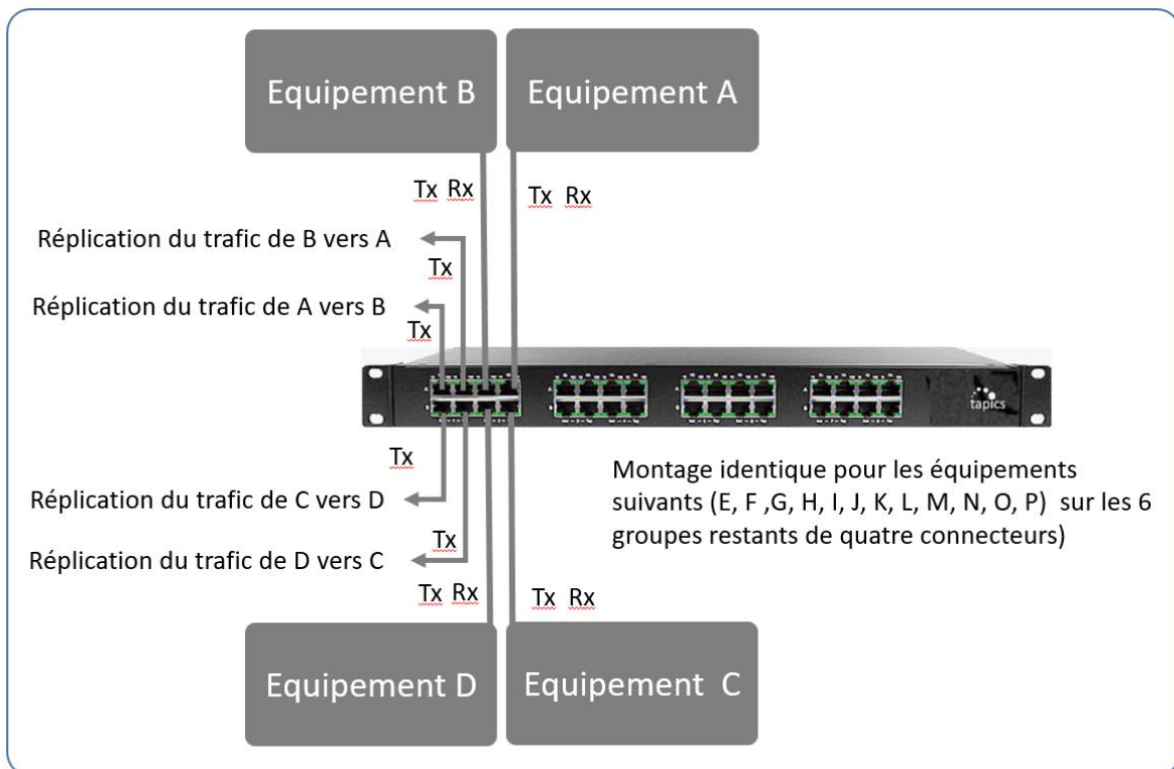 Equipement B
Equipement A
Tx Rx
Tx Rx
Réplication du trafic de B vers A
Tx
Réplication du trafic de A vers B
Tx
tapics
Tx
Montage identique pour les équipements
suivants (E, F ,G, H, I, J, K, L, M, N, O, P) sur les 6
groupes restants de quatre connecteurs)
Réplication du trafic de C vers D
Tx
Réplication du trafic de D vers C
Tx Rx
Tx Rx
Equipement D
Equipement C